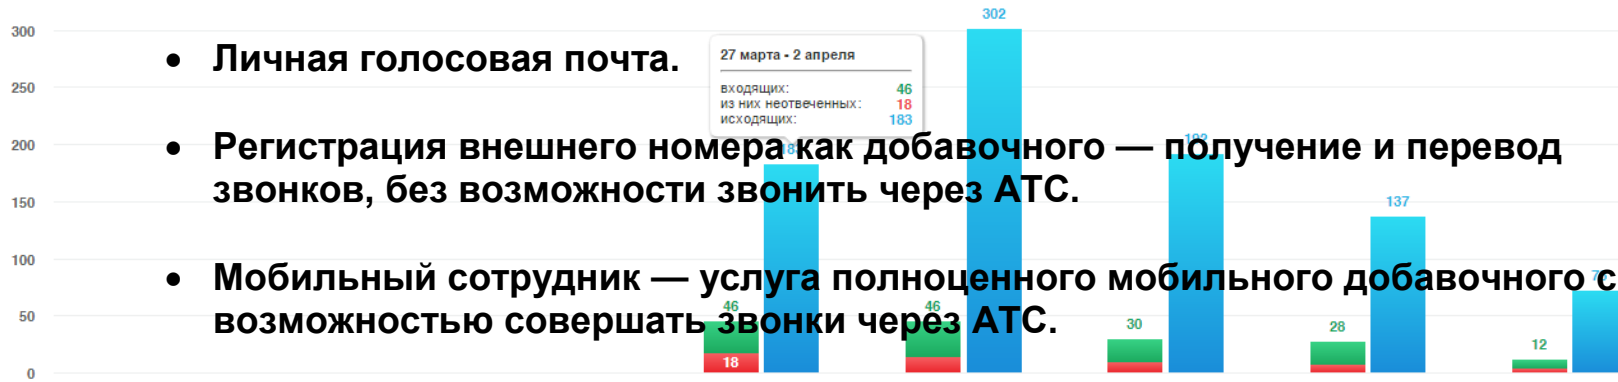 302
300
• Личная голосовая почта.
27 марта - 2 апреля
250
входящих: 46
из них неотвеченных: 18
исходящих: 183
200
• Регистрация внешнего номера как добавочного — получение и перевод
звонков, без возможности звонить через АТС.
150
137
100
• Мобильный сотрудник — услуга полноценного мобильного добавочного с
возможностью совершать звонки через АТС.
46
46
50
30
28
12
18
0